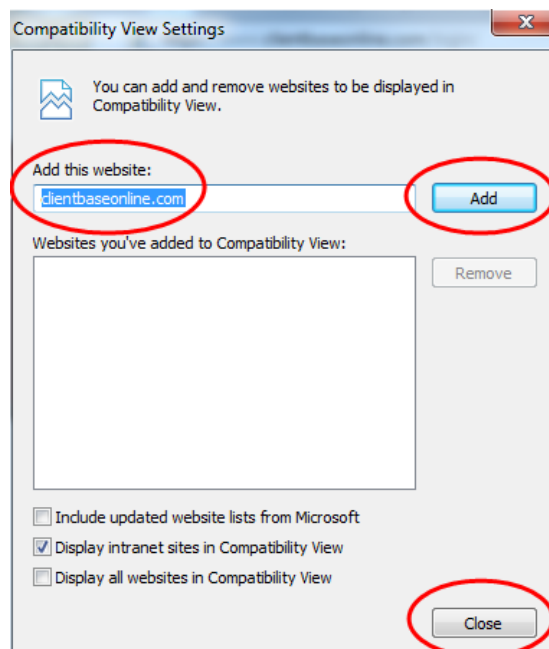 Compatibility View Settings
You can add and remove websites to be displayed in
Compatibility View.
Add this website:
clientbaseonline.com
Add
Websites you've added to Compatibility View:
Remove
Include updated website lists from Microsoft
Display intranet sites in Compatibility View
Display all websites in Compatibility View
Close